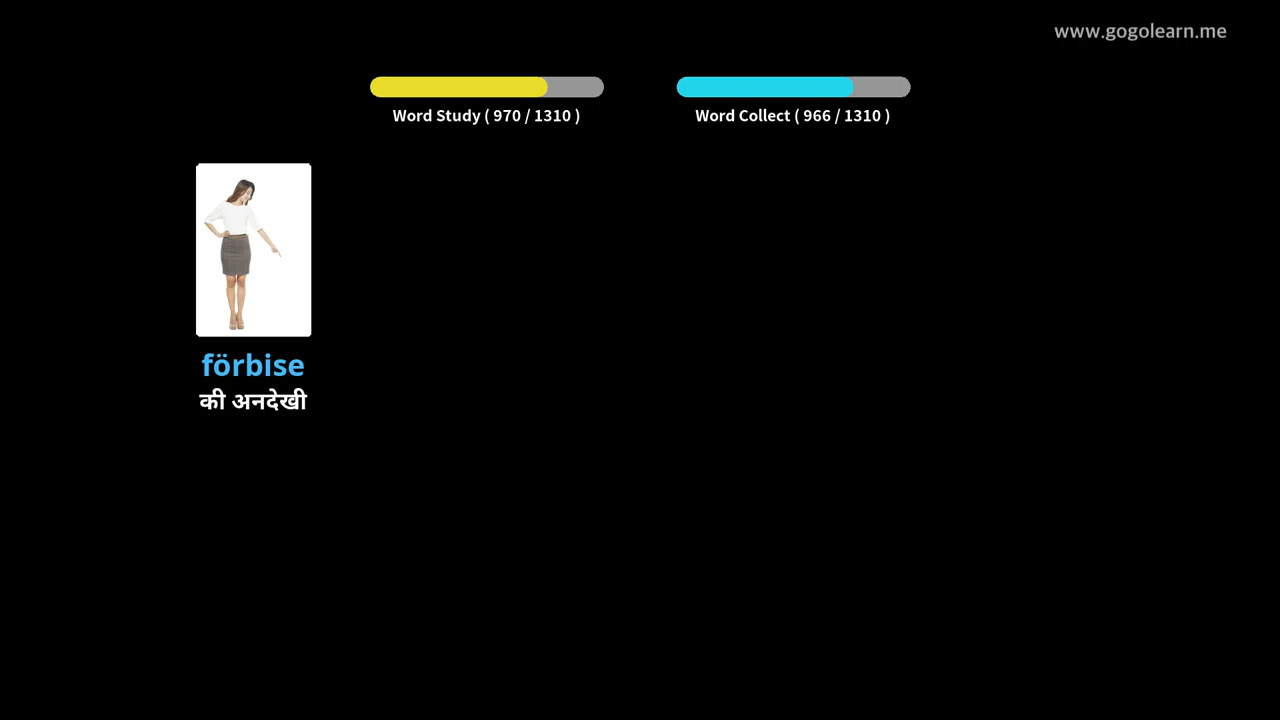 www.gogolearn.me
Word Study ( 970 / 1310 )
Word Collect ( 966 / 1310 )
förbise
की अनदेखी